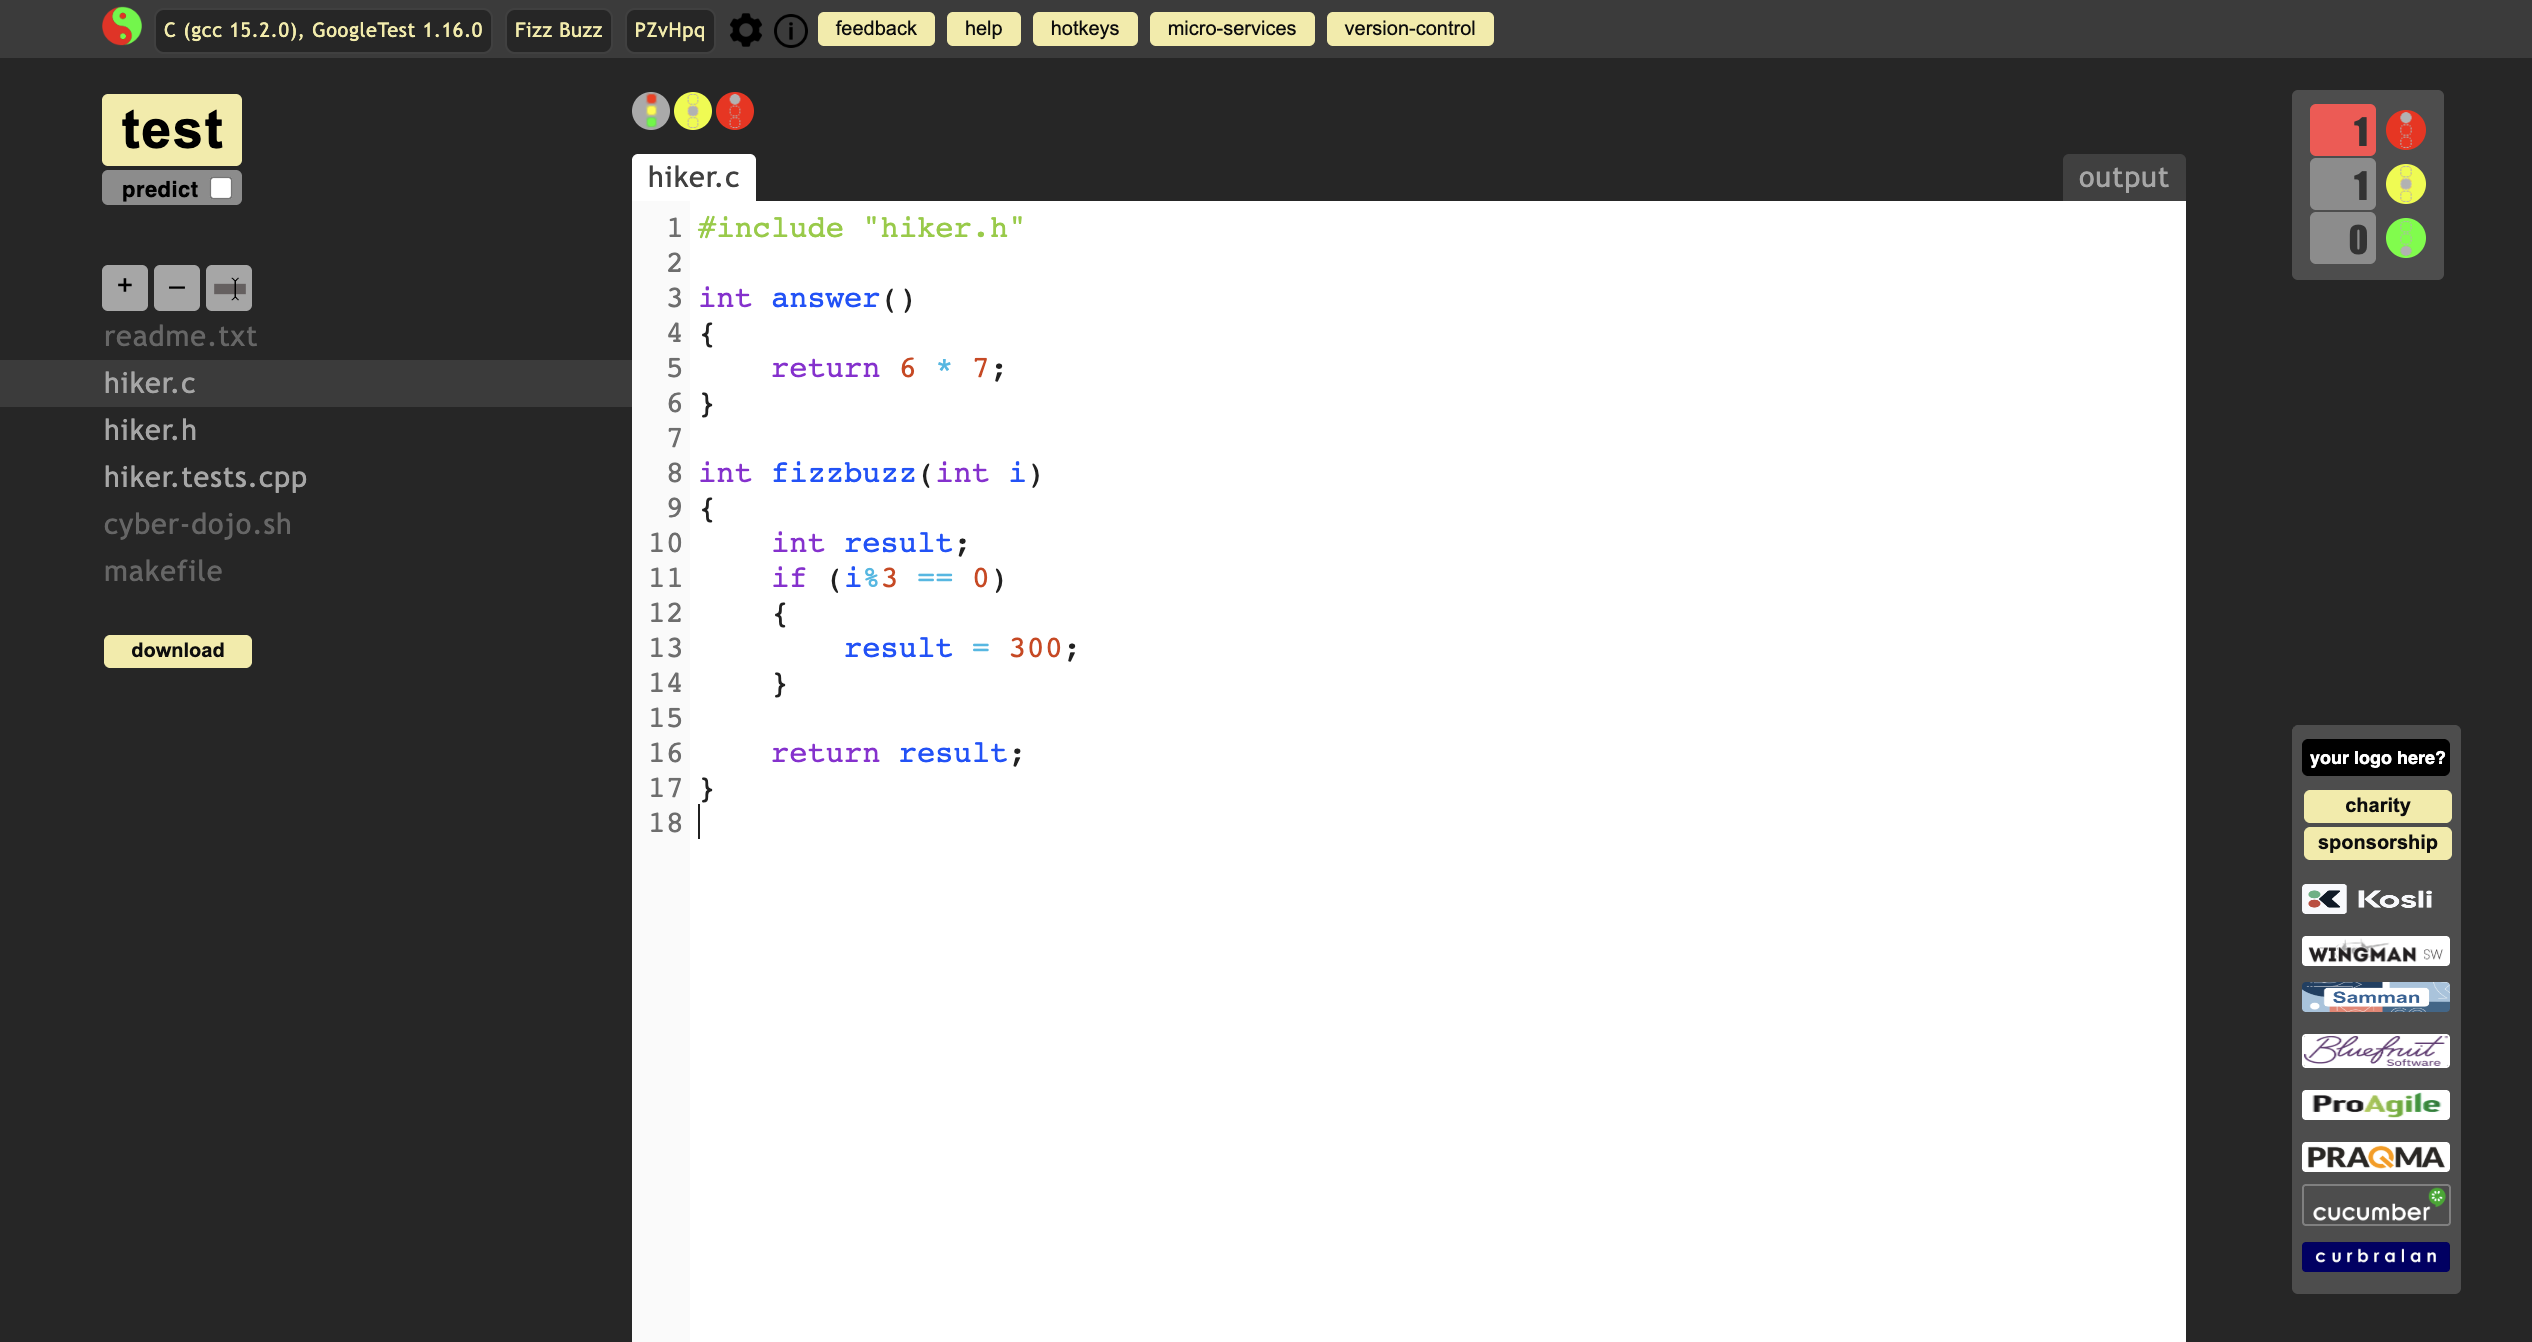 C (gcc 15.2.0), GoogleTest 1.16.0 Fizz Buzz PZvHpq feedback help hotkeys micro-services version-control
test
predict
+ −
readme.txt
hiker.c
hiker.h
hiker.tests.cpp
cyber-dojo.sh
makefile
download
hiker.c
output
1 #include "hiker.h"
2
3 int answer()
4 {
5     return 6 * 7;
6 }
7
8 int fizzbuzz(int i)
9 {
10     int result;
11     if (i%3 == 0)
12     {
13         result = 300;
14     }
15
16     return result;
17 }
18
1
1
0
your logo here?
charity
sponsorship
Kosli
WINGMAN SW
Samman
Bluefruit
Software
ProAgile
PRAQMA
cucumber
curbralan